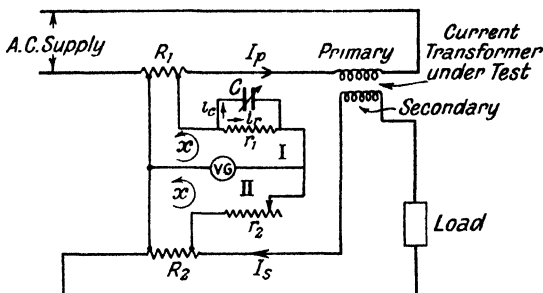 A.C. Supply
R1
Ip
Primary
Current
Transformer
under Test
Secondary
C
ic
ir
r1
x
I
VG
x
II
r2
R2
Is
Load